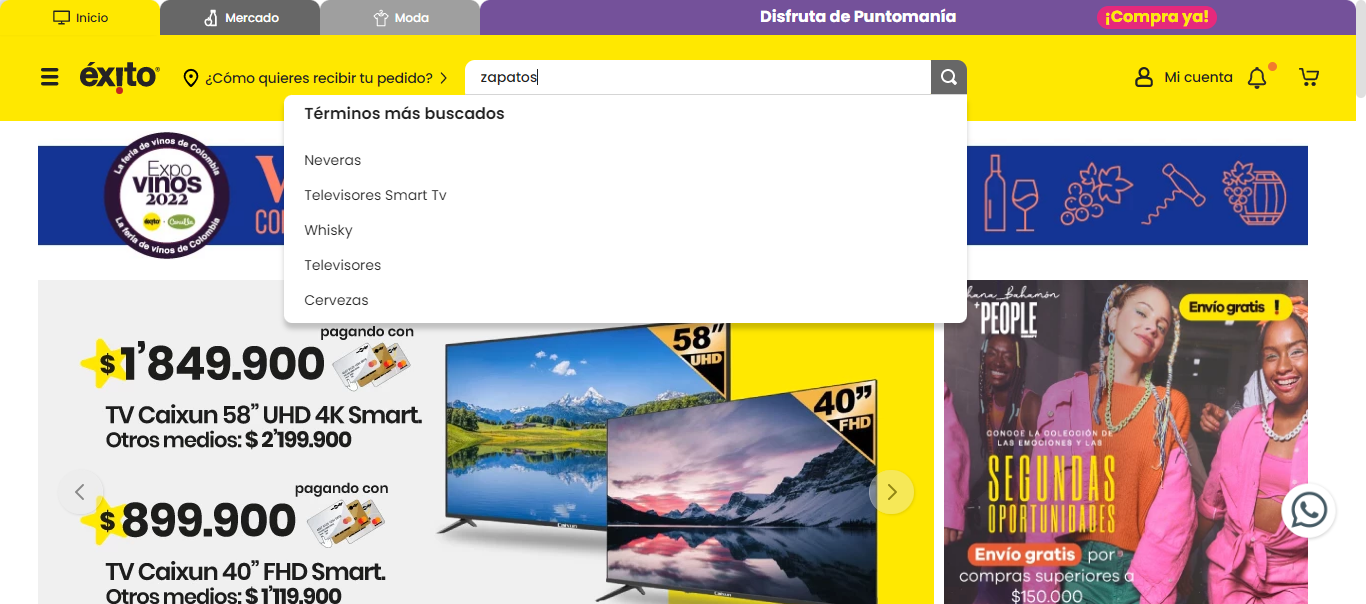 Inicio
Mercado
Moda
Disfruta de Puntomanía
¡Compra ya!
éxito
¿Cómo quieres recibir tu pedido?
zapatos
Mi cuenta
Términos más buscados
Neveras
Televisores Smart Tv
Whisky
Televisores
Cervezas
La feria de vinos de Colombia
Expo
vinos
2022
éxito
La feria de vinos de Colombia
$1'849.900
pagando con
TV Caixun 58” UHD 4K Smart.
Otros medios: $ 2'199.900
pagando con
$899.900
TV Caixun 40” FHD Smart.
Otros medios: $ 1'119.900
58”
UHD
40”
FHD
Caixun
Caixun
+PEOPLE
Envío gratis !
CONOCE LA COLECCIÓN DE
LAS EMOCIONES Y LAS
SEGUNDAS
OPORTUNIDADES
Envío gratis por
compras superiores a
$150.000